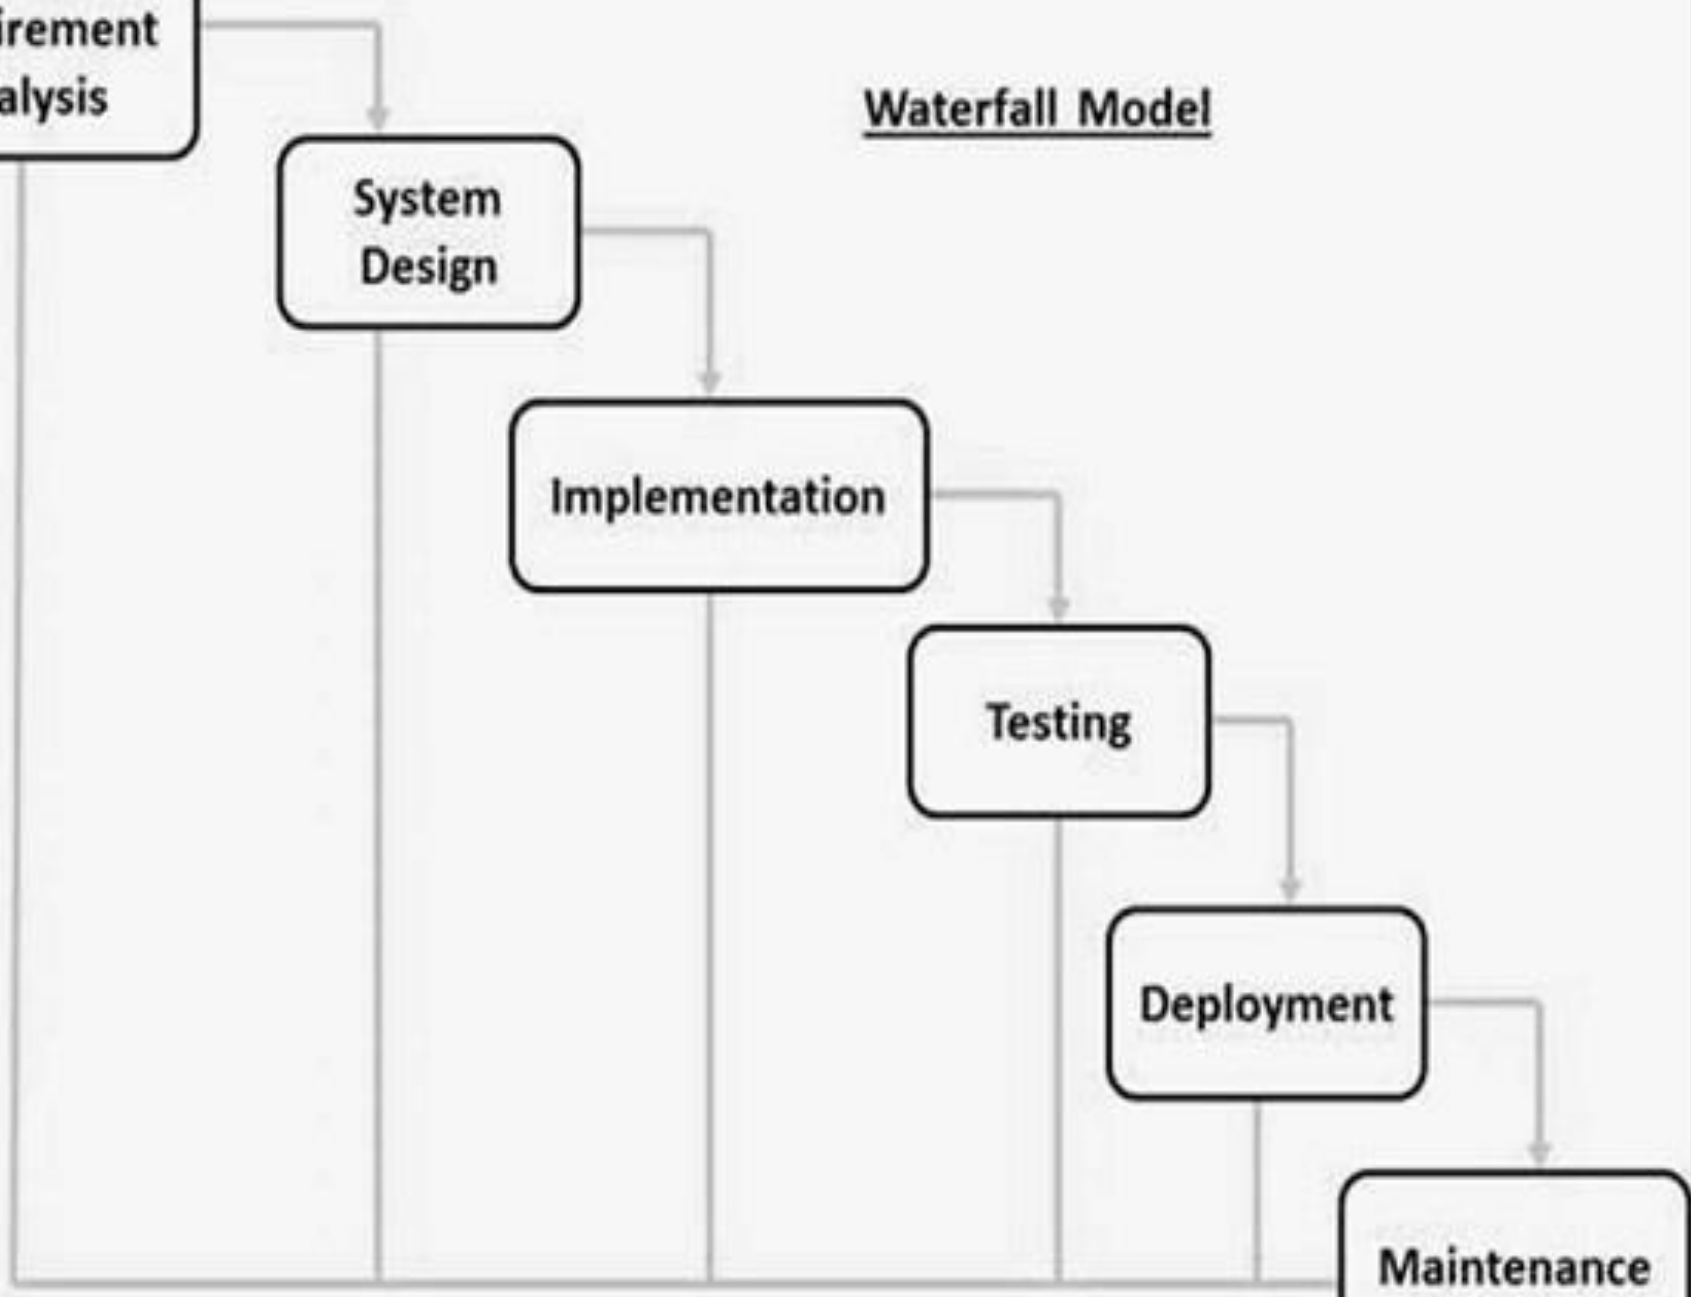 irement
alysis
Waterfall Model
System
Design
Implementation
Testing
Deployment
Maintenance